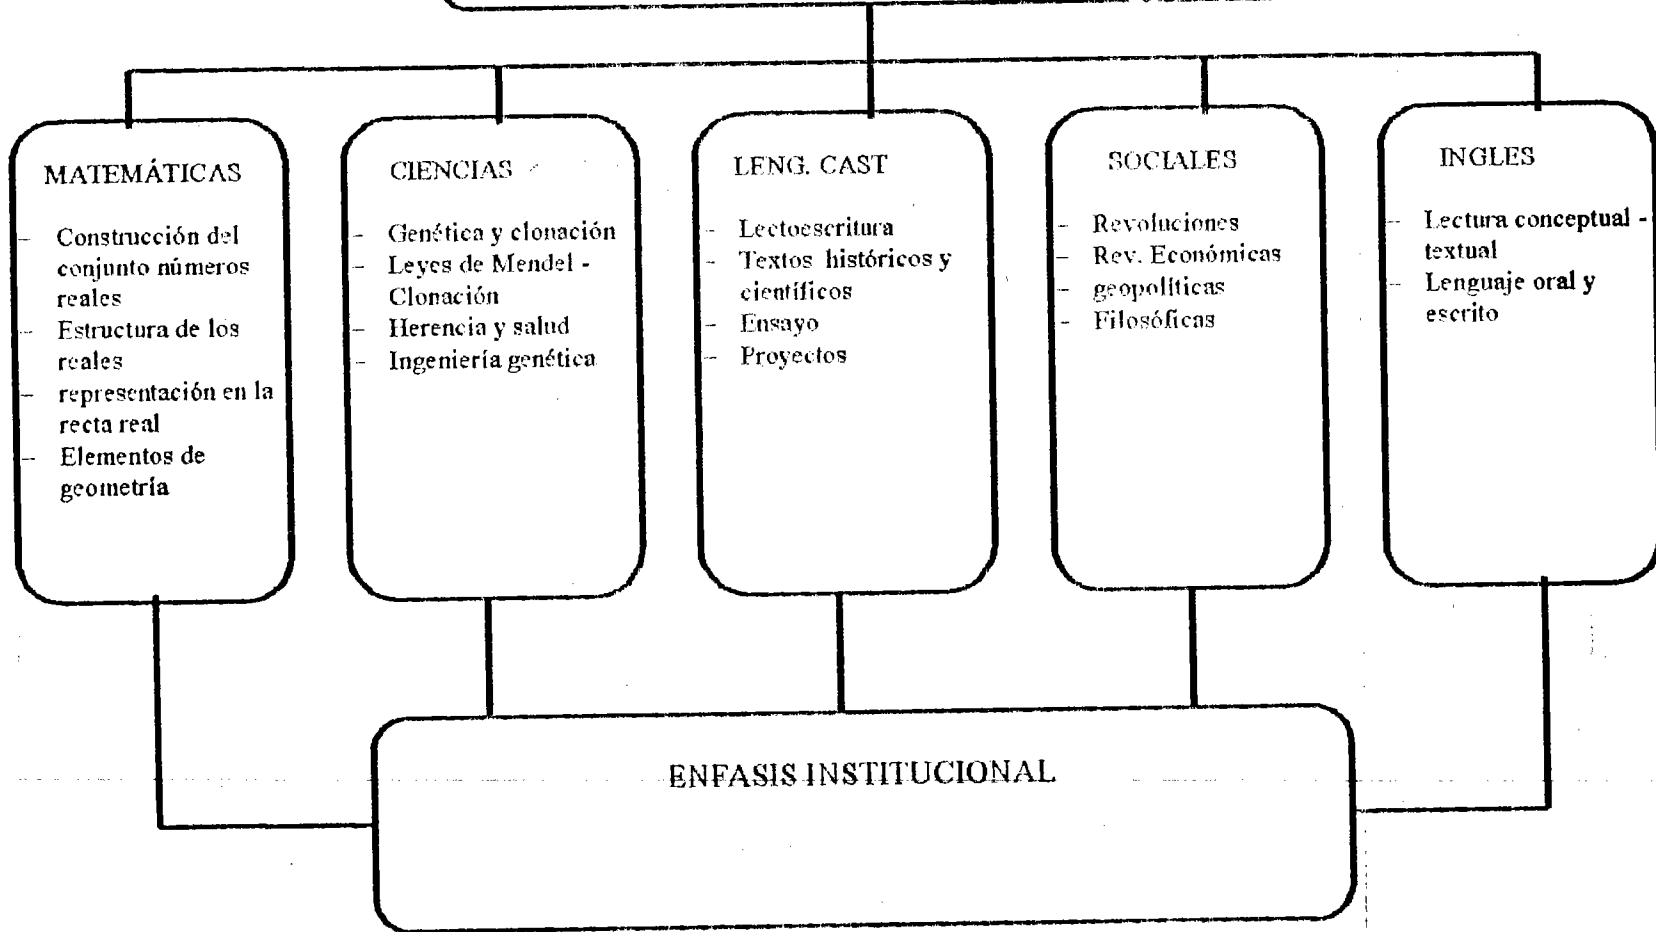 MATEMÁTICAS
– Construcción del
conjunto números
reales
– Estructura de los
reales
– representación en la
recta real
– Elementos de
geometría
CIENCIAS
– Genética y clonación
– Leyes de Mendel -
Clonación
– Herencia y salud
– Ingeniería genética
LENG. CAST
– Lectoescritura
– Textos históricos y
científicos
– Ensayo
– Proyectos
SOCIALES
– Revoluciones
– Rev. Económicas
– geopolíticas
– Filosóficas
INGLES
– Lectura conceptual -
textual
– Lenguaje oral y
escrito
ENFASIS INSTITUCIONAL